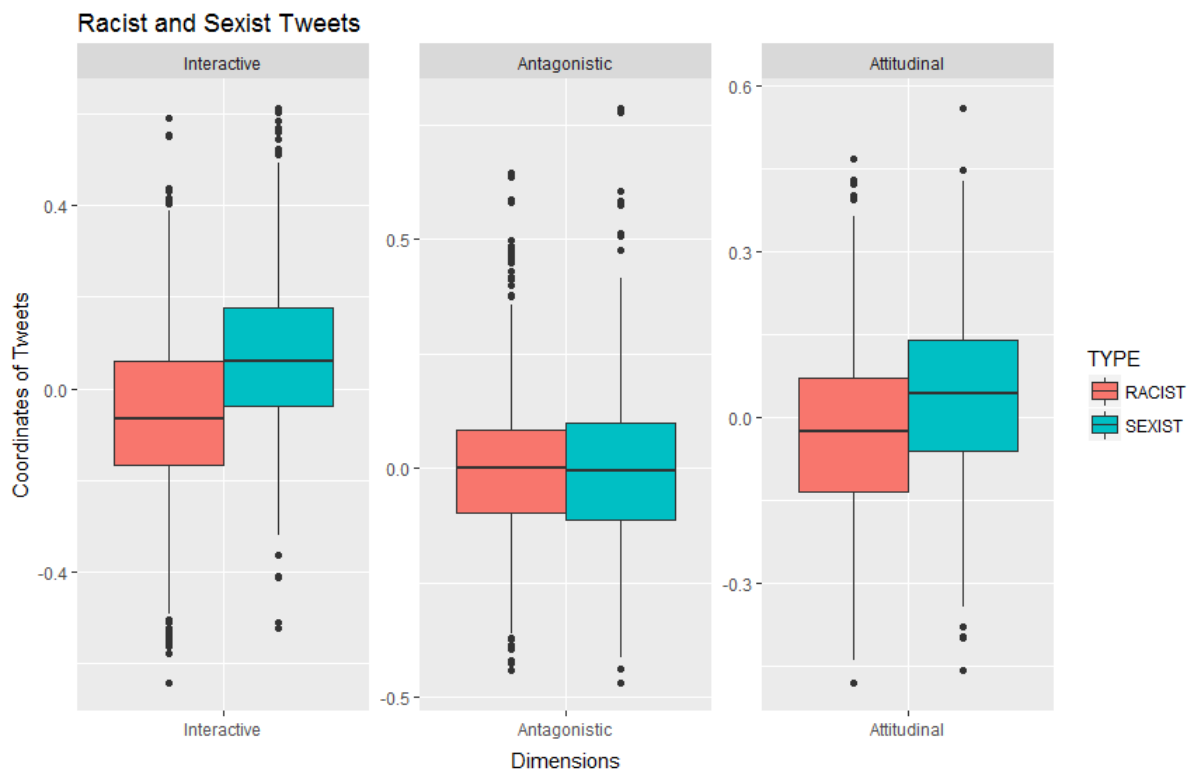 Racist and Sexist Tweets
Interactive
Antagonistic
Attitudinal
Coordinates of Tweets
0.4
0.0
-0.4
0.5
0.0
-0.5
0.6
0.3
0.0
-0.3
Interactive
Antagonistic
Attitudinal
Dimensions
TYPE
RACIST
SEXIST